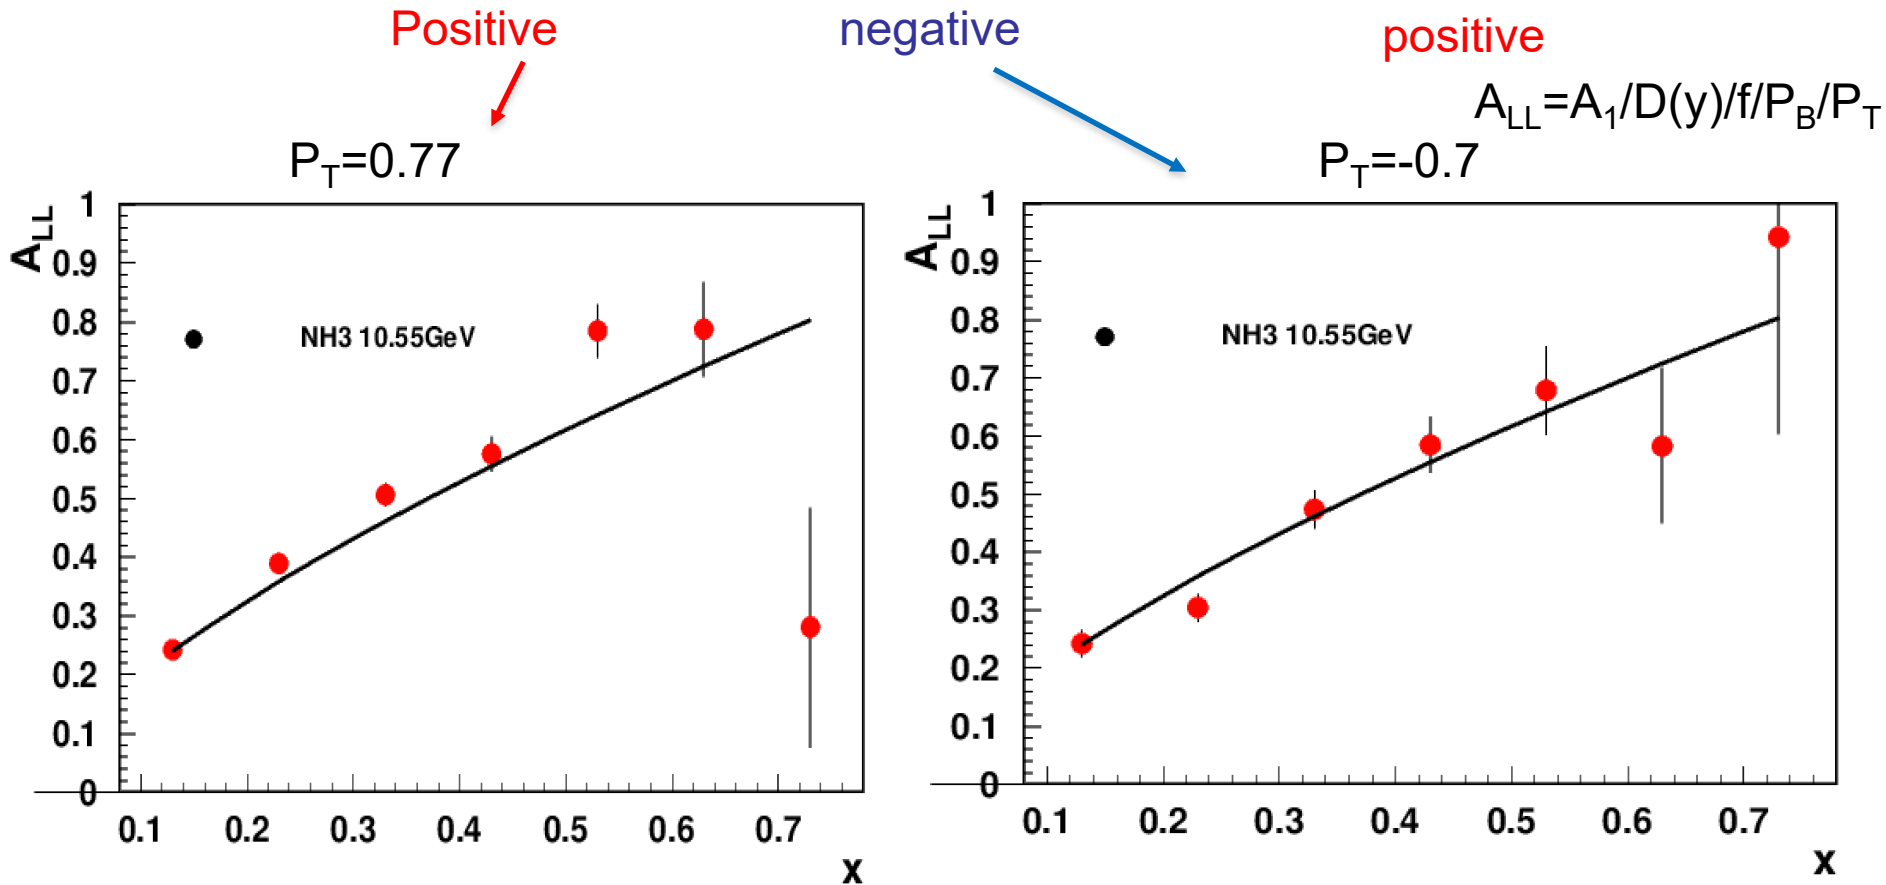 Positive
negative
positive
A_LL=A_1/D(y)/f/P_B/P_T
P_T=0.77
P_T=-0.7
A_LL
1
0.9
0.8
0.7
0.6
0.5
0.4
0.3
0.2
0.1
0
NH3 10.55GeV
0.1 0.2 0.3 0.4 0.5 0.6 0.7
x
A_LL
1
0.9
0.8
0.7
0.6
0.5
0.4
0.3
0.2
0.1
0
NH3 10.55GeV
0.1 0.2 0.3 0.4 0.5 0.6 0.7
x